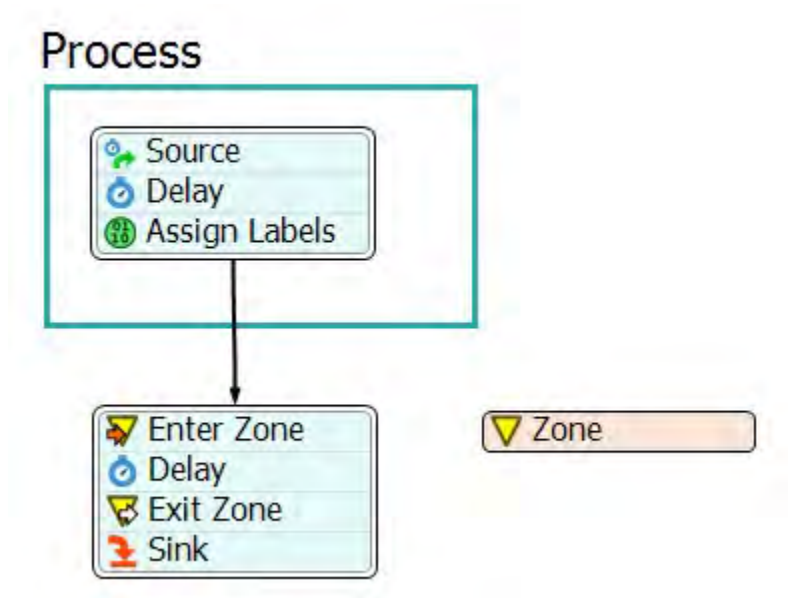 Process
Source
Delay
Assign Labels
Enter Zone
Delay
Exit Zone
Sink
Zone